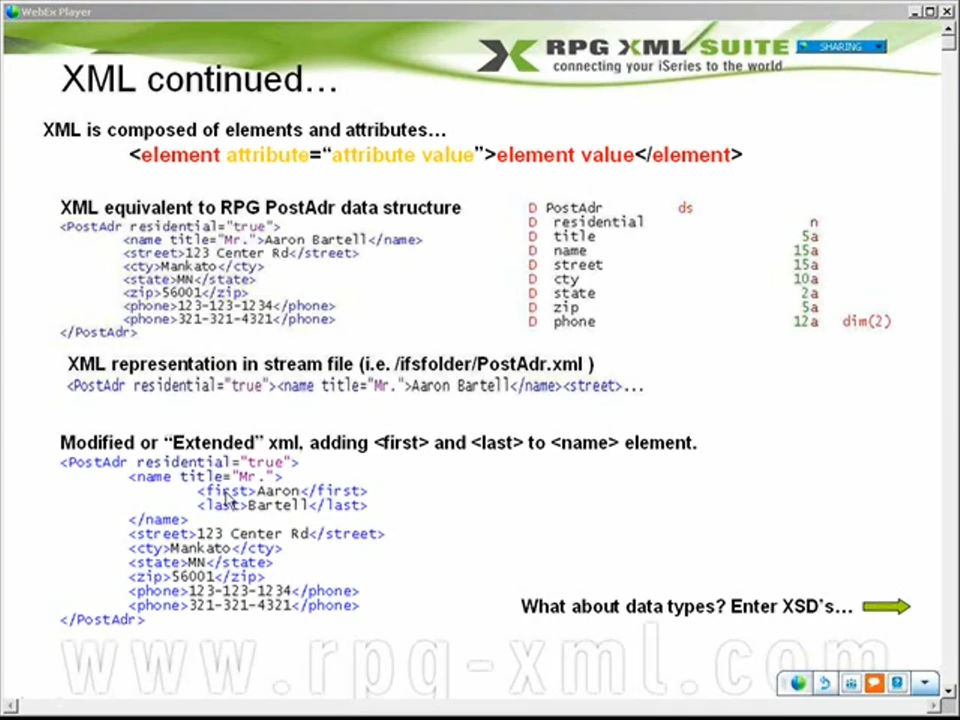 WebEx Player
RPG XML SUITE
SHARING
connecting your iSeries to the world
XML continued…
XML is composed of elements and attributes…
<element attribute=“attribute value”>element value</element>
XML equivalent to RPG PostAdr data structure
<PostAdr residential="true">
<name title="Mr.">Aaron Bartell</name>
<street>123 Center Rd</street>
<cty>Mankato</cty>
<state>MN</state>
<zip>56001</zip>
<phone>123-123-1234</phone>
<phone>321-321-4321</phone>
</PostAdr>
D PostAdr ds
D residential n
D title 5a
D name 15a
D street 15a
D cty 10a
D state 2a
D zip 5a
D phone 12a dim(2)
XML representation in stream file (i.e. /ifsfolder/PostAdr.xml )
<PostAdr residential="true"><name title="Mr.">Aaron Bartell</name><street>...
Modified or “Extended” xml, adding <first> and <last> to <name> element.
<PostAdr residential="true">
<name title="Mr.">
<first>Aaron</first>
<last>Bartell</last>
</name>
<street>123 Center Rd</street>
<cty>Mankato</cty>
<state>MN</state>
<zip>56001</zip>
<phone>123-123-1234</phone>
<phone>321-321-4321</phone>
</PostAdr>
What about data types? Enter XSD’s…
www.rpg-xml.com